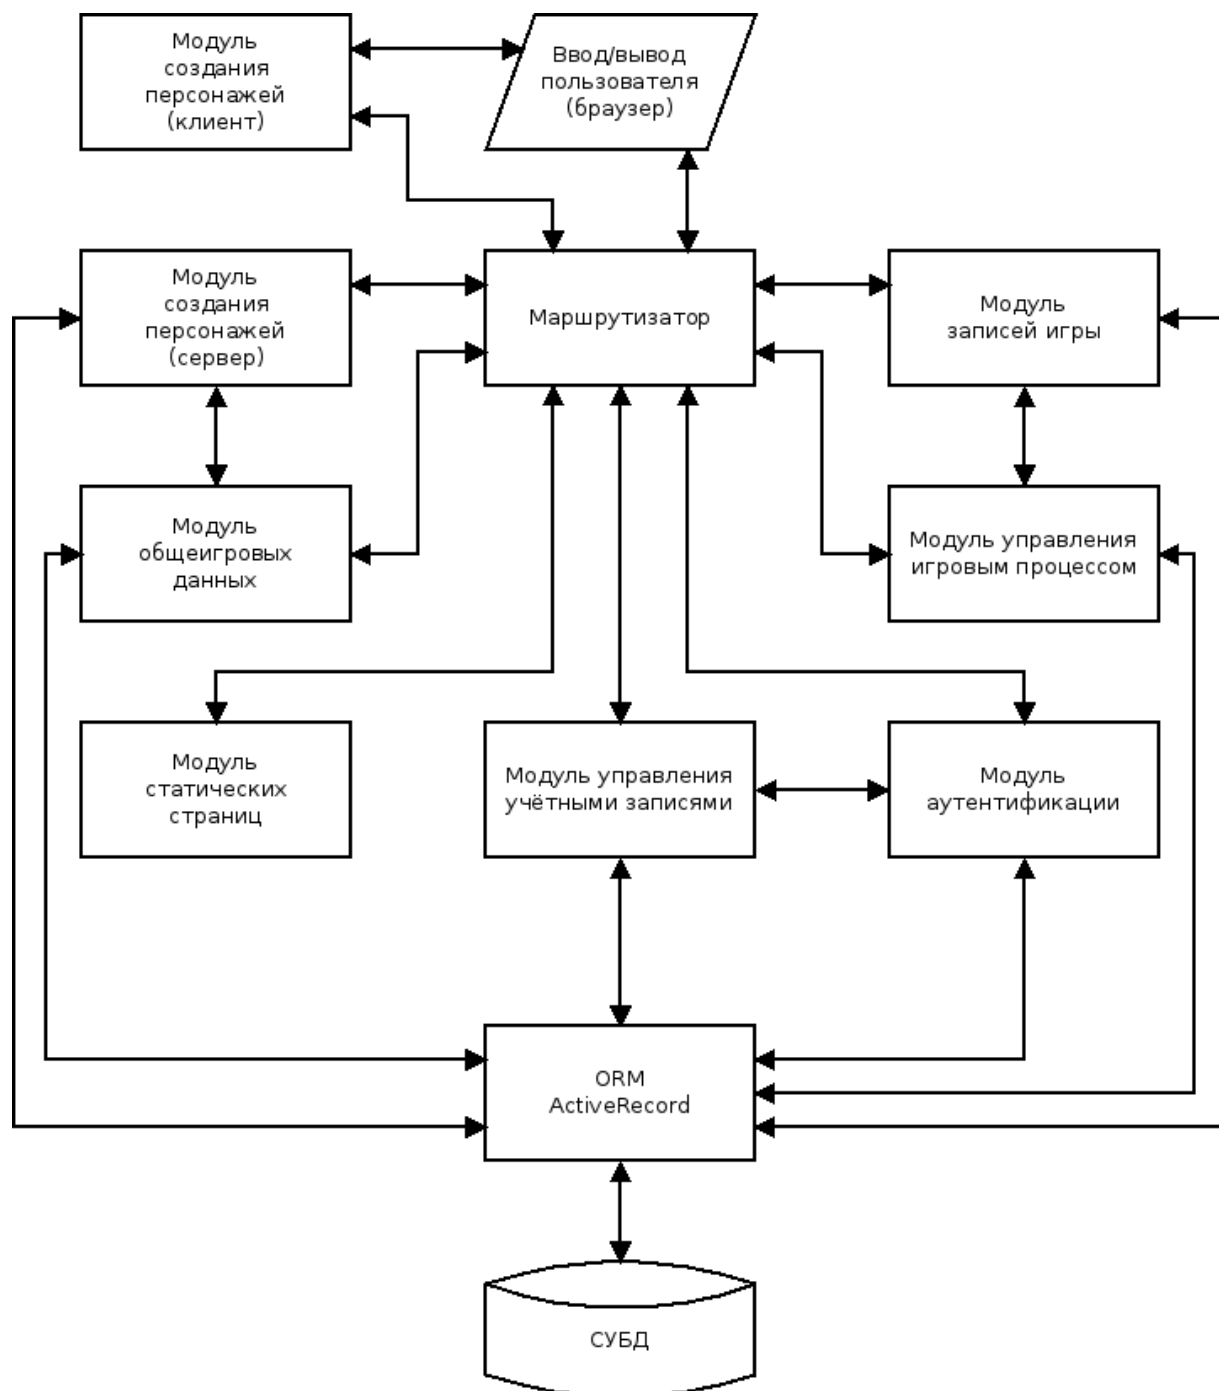 Модуль
создания
персонажей
(клиент)
Ввод/вывод
пользователя
(браузер)
Модуль
создания
персонажей
(сервер)
Маршрутизатор
Модуль
записей игры
Модуль
общеигровых
данных
Модуль управления
игровым процессом
Модуль
статических
страниц
Модуль управления
учётными записями
Модуль
аутентификации
ORM
ActiveRecord
СУБД